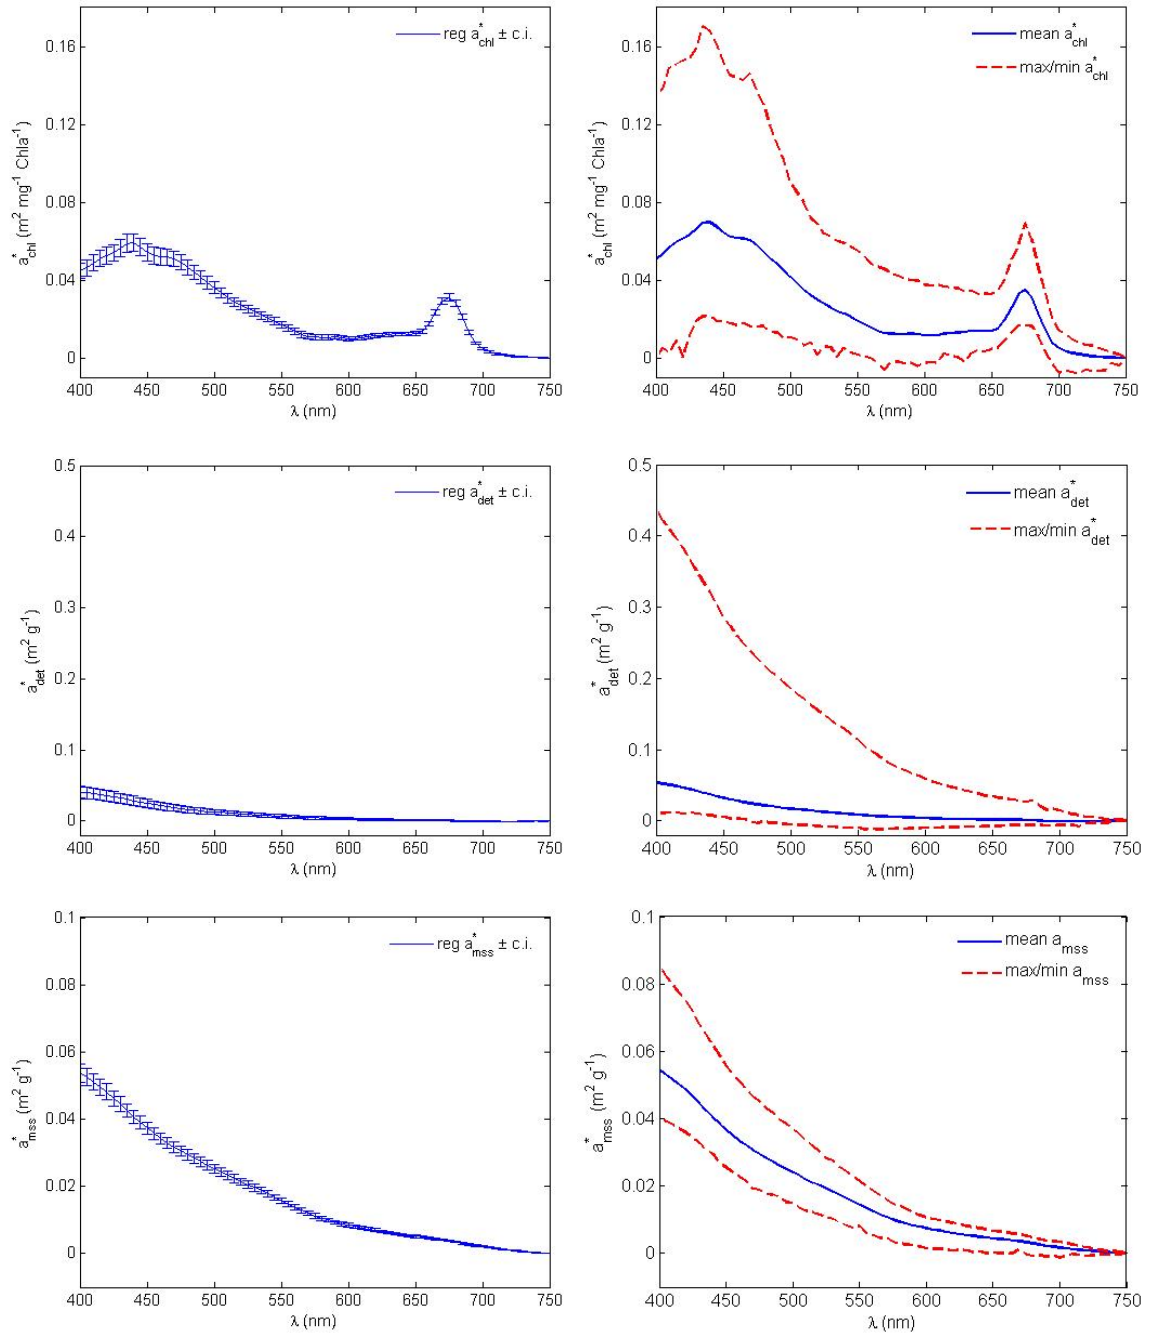 reg a*chl ± c.i.
0.16
0.12
0.08
0.04
0
a*chl (m² mg⁻¹ Chla⁻¹)
400 450 500 550 600 650 700 750
λ (nm)
mean a*chl
max/min a*chl
0.16
0.12
0.08
0.04
0
a*chl (m² mg⁻¹ Chla⁻¹)
400 450 500 550 600 650 700 750
λ (nm)
reg a*det ± c.i.
0.5
0.4
0.3
0.2
0.1
0
a*det (m² g⁻¹)
400 450 500 550 600 650 700 750
λ (nm)
mean a*det
max/min a*det
0.5
0.4
0.3
0.2
0.1
0
a*det (m² g⁻¹)
400 450 500 550 600 650 700 750
λ (nm)
reg a*mss ± c.i.
0.1
0.08
0.06
0.04
0.02
0
a*mss (m² g⁻¹)
400 450 500 550 600 650 700 750
λ (nm)
mean amss
max/min amss
0.1
0.08
0.06
0.04
0.02
0
a*mss (m² g⁻¹)
400 450 500 550 600 650 700 750
λ (nm)